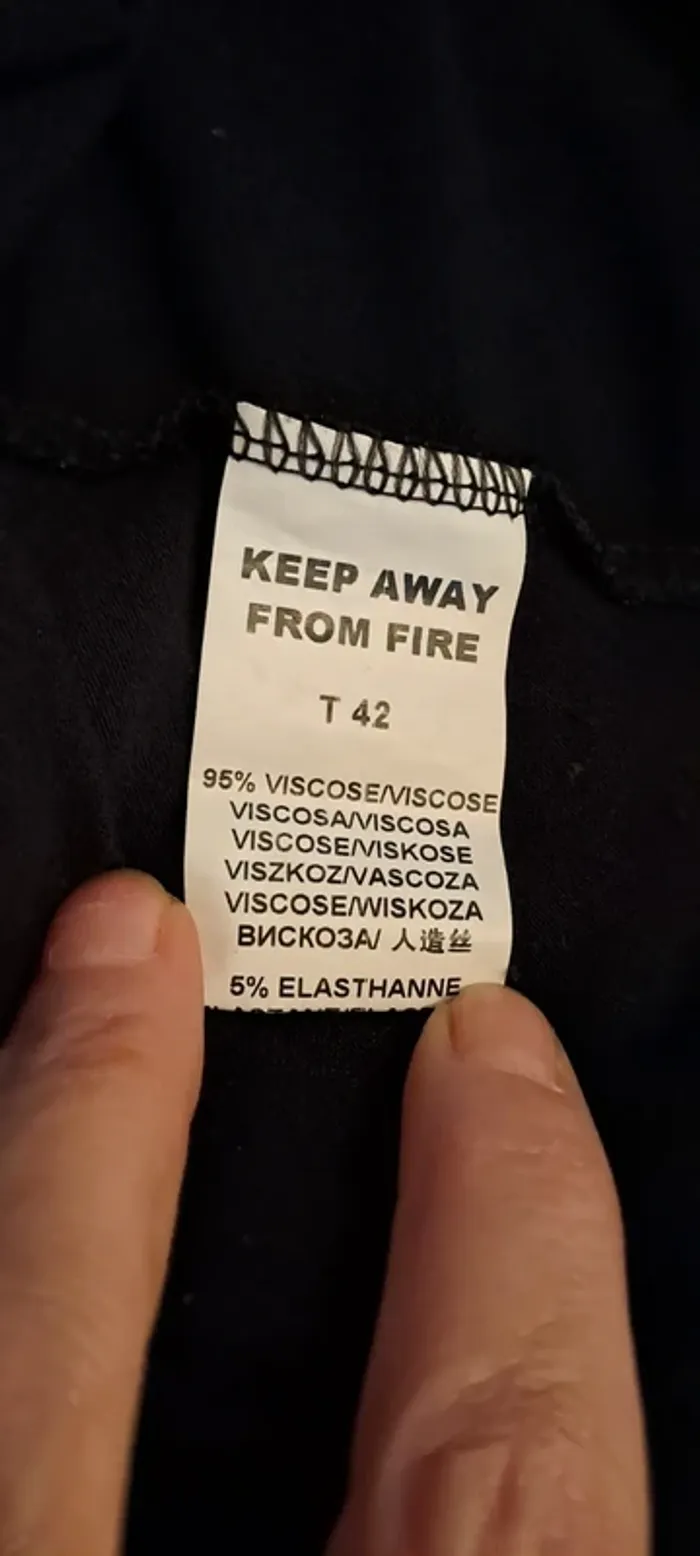 KEEP AWAY
FROM FIRE
T 42
95% VISCOSE/VISCOSE
VISCOSA/VISCOSA
VISCOSE/VISKOSE
VISZKOZ/VASCOZA
VISCOSE/WISKOZA
ВИСКОЗА/ 人造丝
5% ELASTHANNE